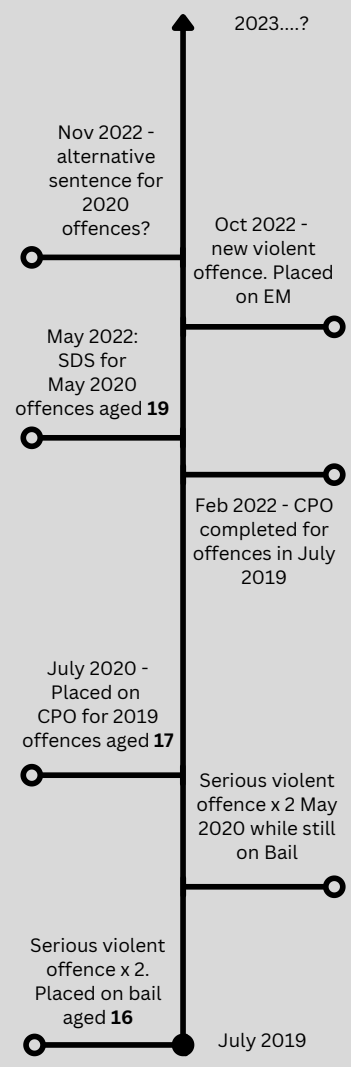 2023....?
Nov 2022 -
alternative
sentence for
2020
offences?
Oct 2022 -
new violent
offence. Placed
on EM
May 2022:
SDS for
May 2020
offences aged 19
Feb 2022 - CPO
completed for
offences in July
2019
July 2020 -
Placed on
CPO for 2019
offences aged 17
Serious violent
offence x 2 May
2020 while still
on Bail
Serious violent
offence x 2.
Placed on bail
aged 16
July 2019